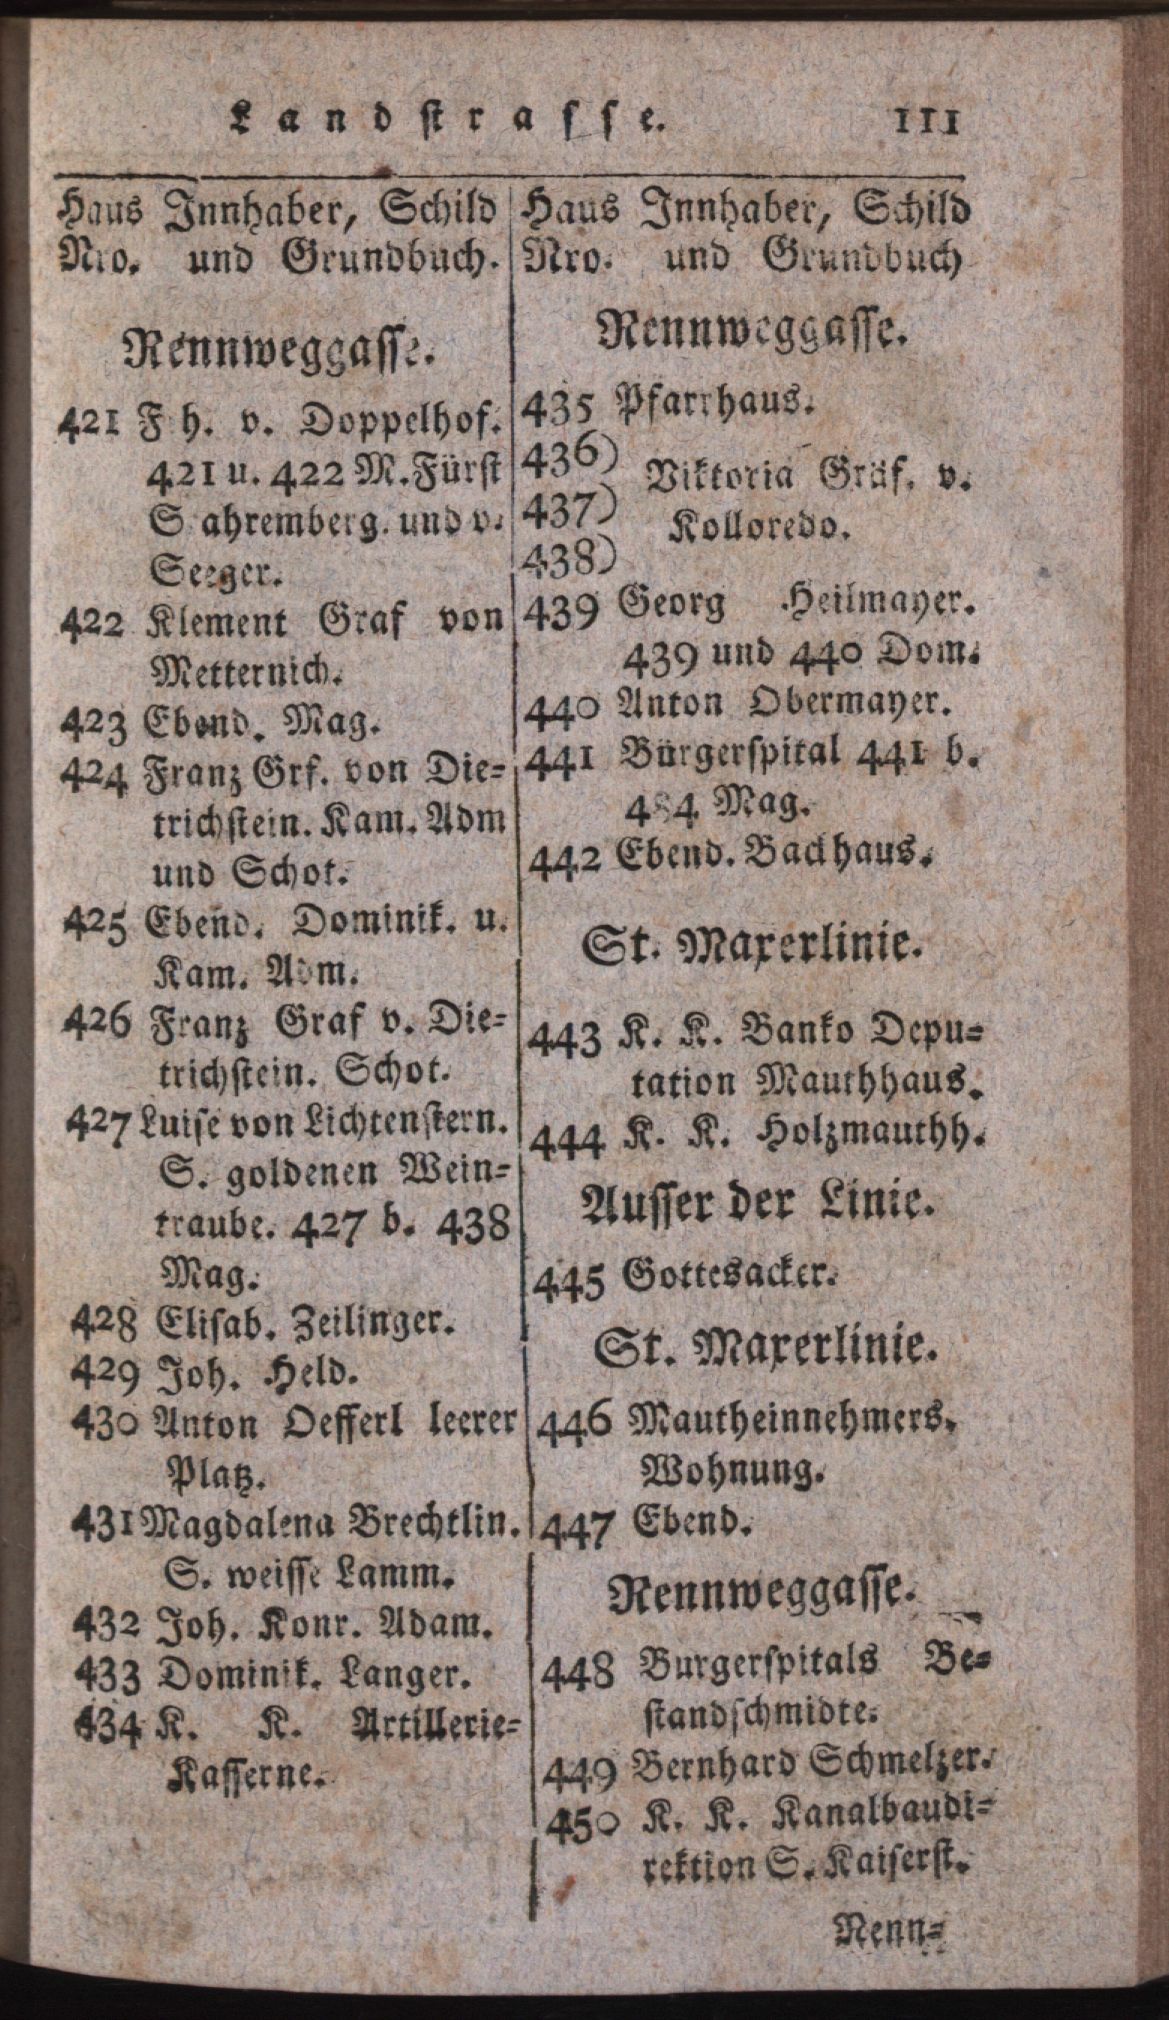 Landstrasse. 111
Haus Innhaber, Schild
Nro. und Grundbuch.
Rennweggasse.
421 F h. v. Doppelhof.
421 u. 422 M. Fürst
S ahremberg. und v.
Seeger.
422 Klement Graf von
Metternich.
423 Ebend. Mag.
424 Franz Grf. von Die-
trichstein. Kam. Adm
und Schot.
425 Ebend. Dominik. u.
Kam. Adm.
426 Franz Graf v. Die-
trichstein. Schot.
427 Luise von Lichtenstern.
S. goldenen Wein-
traube. 427 b. 438
Mag.
428 Elisab. Zeilinger.
429 Joh. Held.
430 Anton Oefferl leerer
Platz.
431 Magdalena Brechtlin.
S. weisse Lamm.
432 Joh. Konr. Adam.
433 Dominik. Langer.
434 K. K. Artillerie-
Kasserne.
Haus Innhaber, Schild
Nro. und Grundbuch
Rennweggasse.
435 Pfarrhaus.
436)
Viktoria Gräf. v.
437)
Kolloredo.
438)
439 Georg Heilmayer.
439 und 440 Dom.
440 Anton Obermayer.
441 Bürgerspital 441 b.
484 Mag.
442 Ebend. Backhaus.
St. Maxerlinie.
443 K. K. Banko Depu-
tation Mauthhaus.
444 K. K. Holzmauthh.
Ausser der Linie.
445 Gottesacker.
St. Maxerlinie.
446 Mautheinnehmers.
Wohnung.
447 Ebend.
Rennweggasse.
448 Burgerspitals Be-
standschmidte.
449 Bernhard Schmelzer.
450 K. K. Kanalbaudi-
rektion S. Kaiserst.
Renn-